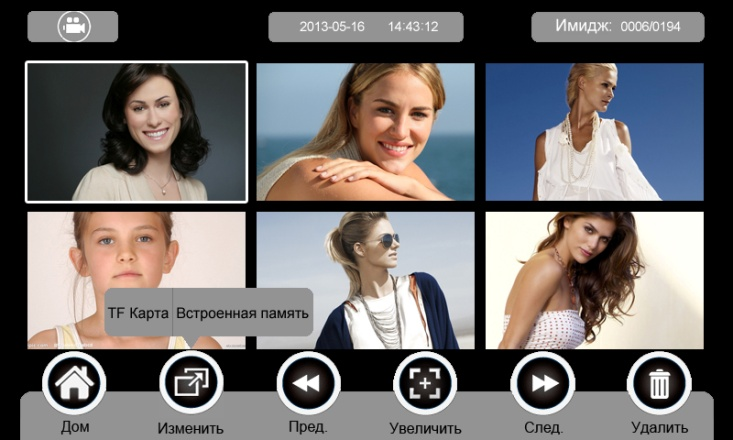 2013-05-16 14:43:12
Имидж: 0006/0194
TF Карта Встроенная память
Дом Изменить Пред. Увеличить След. Удалить